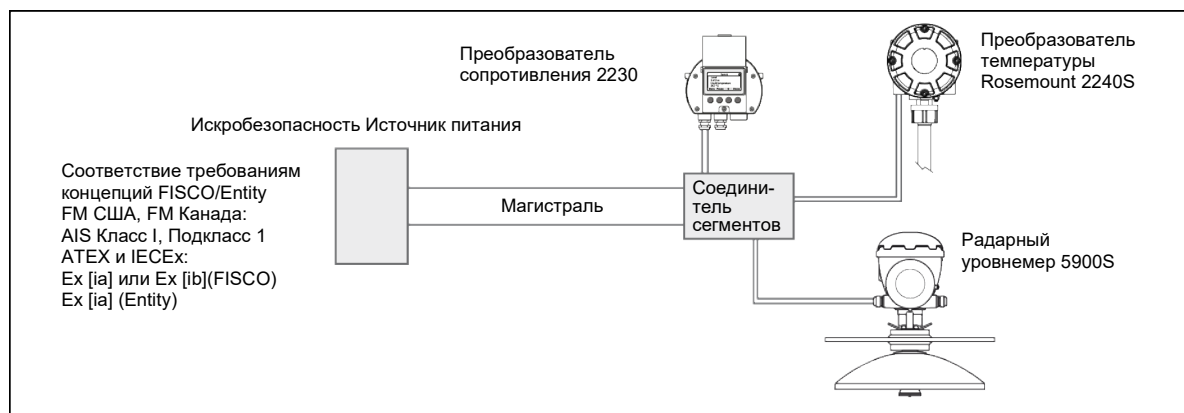 Преобразователь
сопротивления 2230
Преобразователь
температуры
Rosemount 2240S
Искробезопасность Источник питания
Соответствие требованиям
концепций FISCO/Entity
FM США, FM Канада:
AIS Класс I, Подкласс 1
ATEX и IECEx:
Ex [ia] или Ex [ib](FISCO)
Ex [ia] (Entity)
Магистраль
Соедини-
тель
сегментов
Радарный
уровнемер 5900S